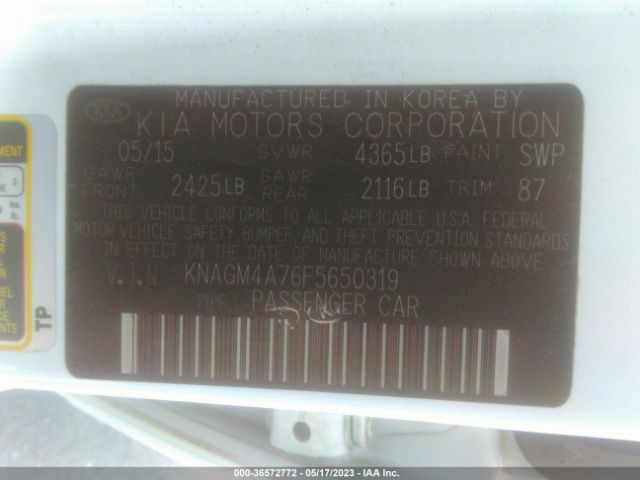 KIA
MANUFACTURED IN KOREA BY
KIA MOTORS CORPORATION
05/15 GVWR 4365LB PAINT SWP
GAWR FRONT 2425LB GAWR REAR 2116LB TRIM: 87
THIS VEHICLE CONFORMS TO ALL APPLICABLE U.S.A. FEDERAL
MOTOR VEHICLE SAFETY, BUMPER, AND THEFT PREVENTION STANDARDS
IN EFFECT ON THE DATE OF MANUFACTURE SHOWN ABOVE.
V.I.N KNAGM4A76F5650319
TYPE: PASSENGER CAR
TP
000-36572772 - 05/17/2023 - IAA Inc.